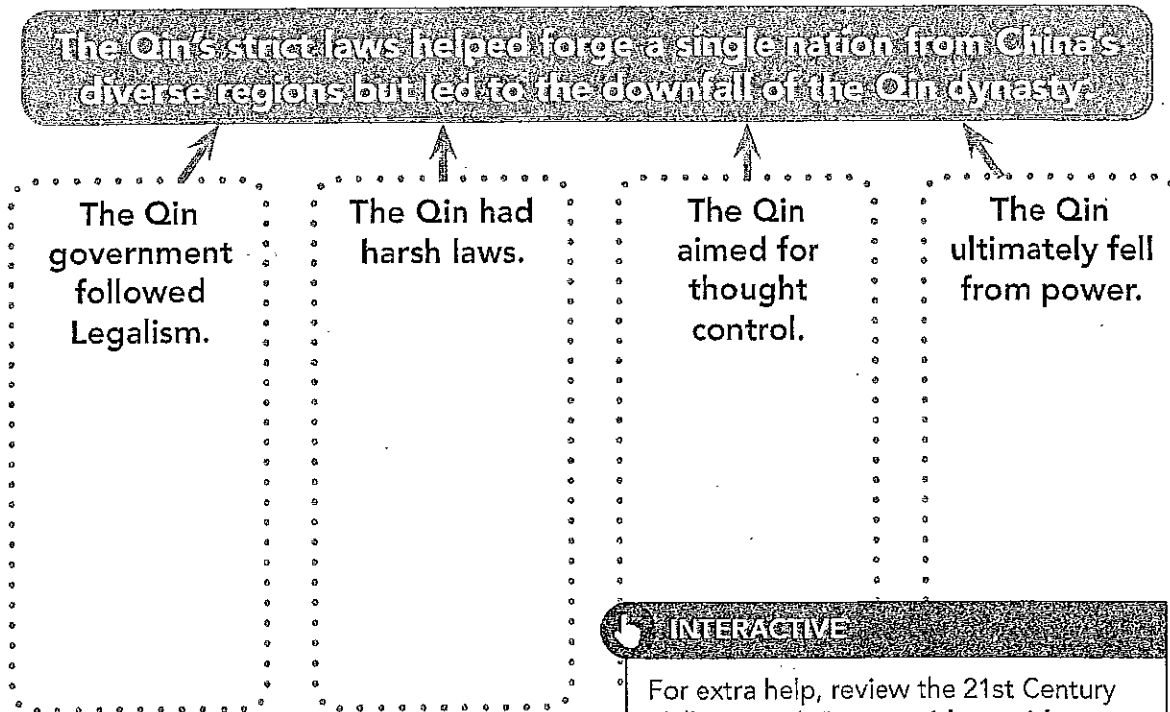 The Qin's strict laws helped forge a single nation from China's
diverse regions but led to the downfall of the Qin dynasty.
The Qin
government
followed
Legalism.
The Qin had
harsh laws.
The Qin
aimed for
thought
control.
The Qin
ultimately fell
from power.
INTERACTIVE
For extra help, review the 21st Century